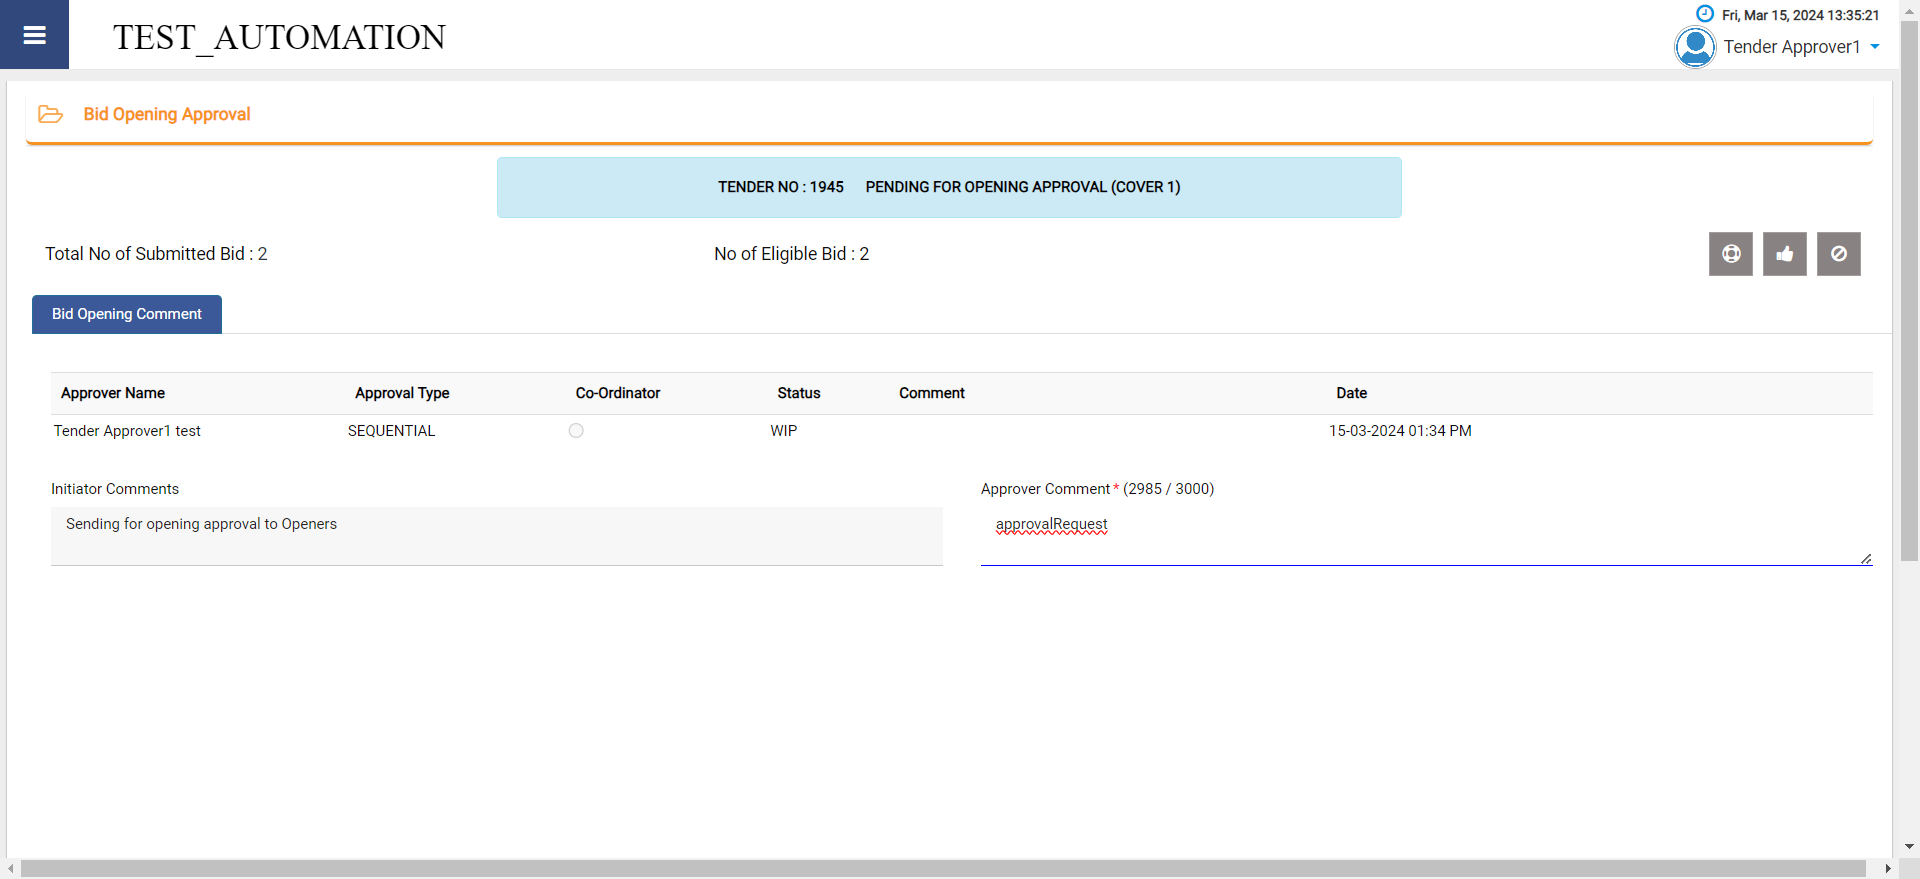 TEST_AUTOMATION
Fri, Mar 15, 2024 13:35:21
Tender Approver1
Bid Opening Approval
TENDER NO : 1945 PENDING FOR OPENING APPROVAL (COVER 1)
Total No of Submitted Bid : 2
No of Eligible Bid : 2
Bid Opening Comment
Approver Name Approval Type Co-Ordinator Status Comment Date
Tender Approver1 test SEQUENTIAL WIP 15-03-2024 01:34 PM
Initiator Comments
Sending for opening approval to Openers
Approver Comment * (2985 / 3000)
approvalRequest